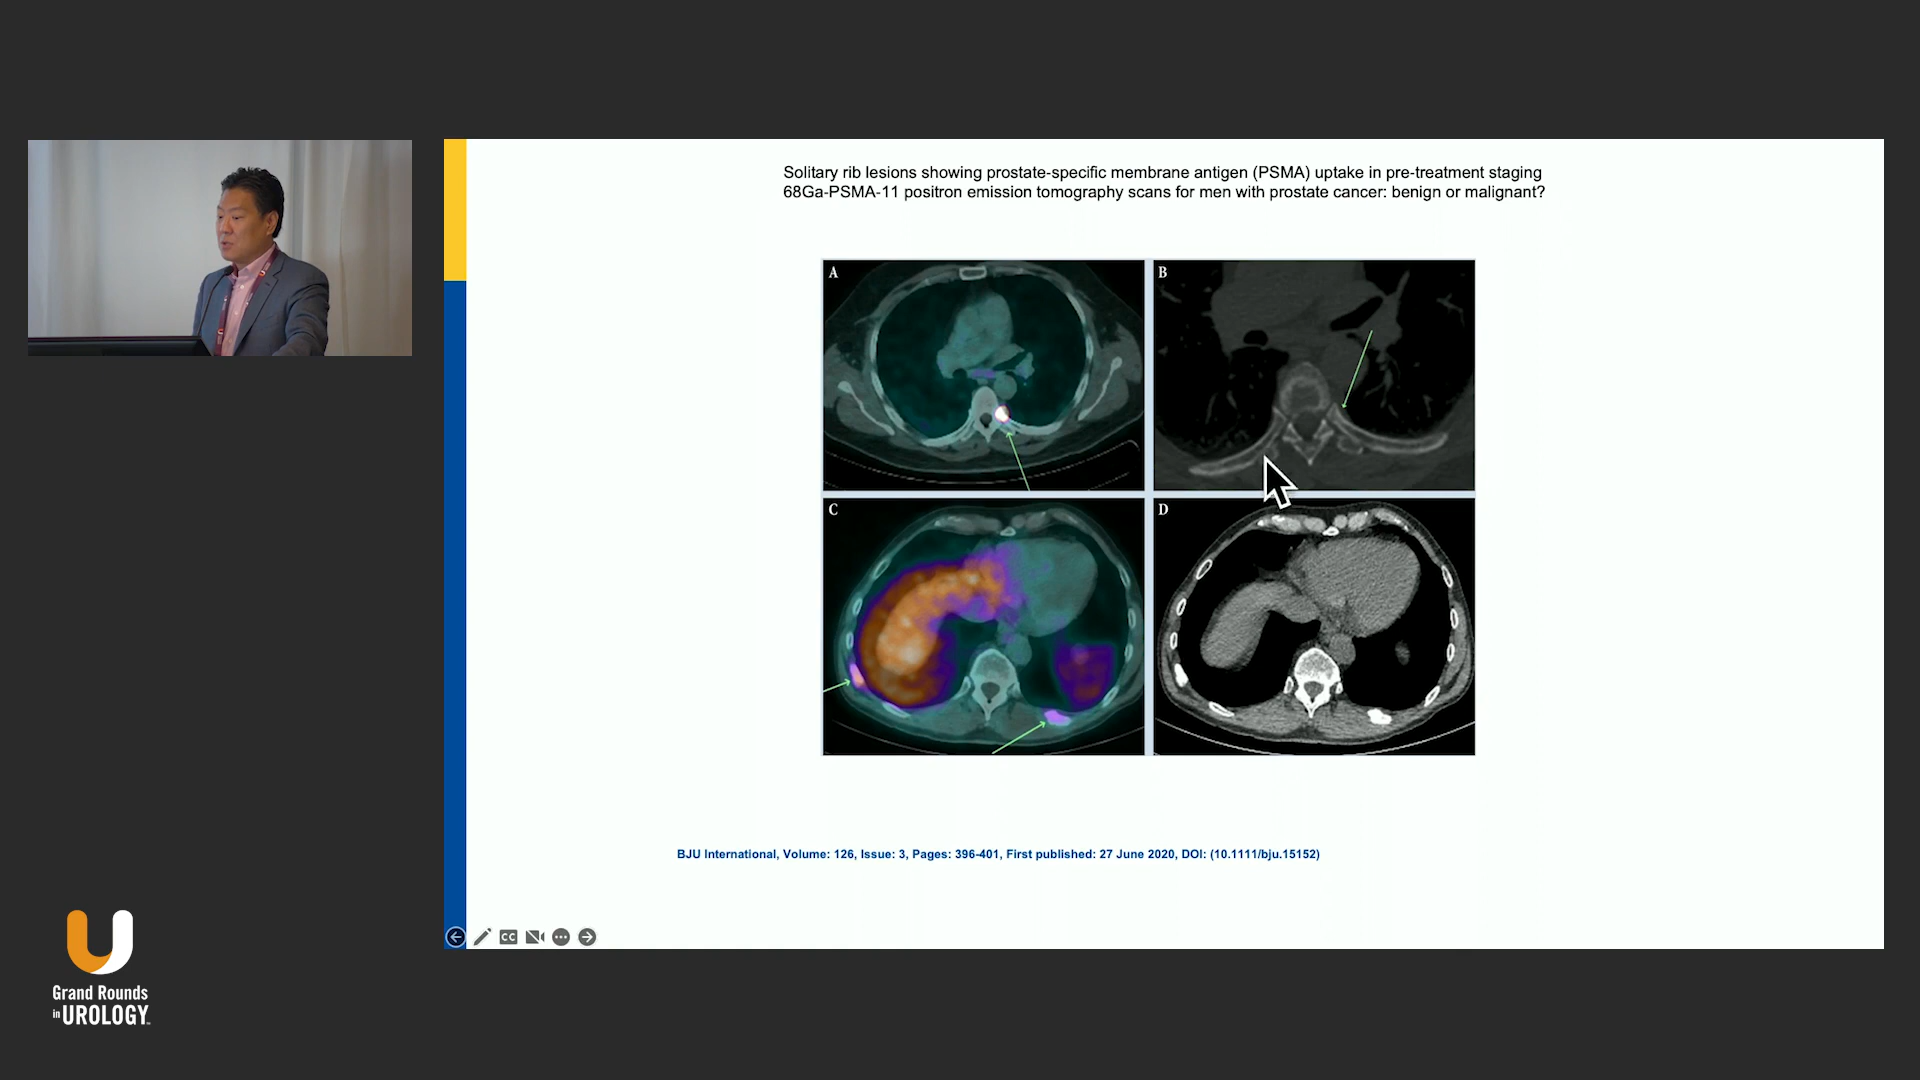 Solitary rib lesions showing prostate-specific membrane antigen (PSMA) uptake in pre-treatment staging
68Ga-PSMA-11 positron emission tomography scans for men with prostate cancer: benign or malignant?
A
B
C
D
BJU International, Volume: 126, Issue: 3, Pages: 396-401, First published: 27 June 2020, DOI: (10.1111/bju.15152)
CC
Grand Rounds
in UROLOGY